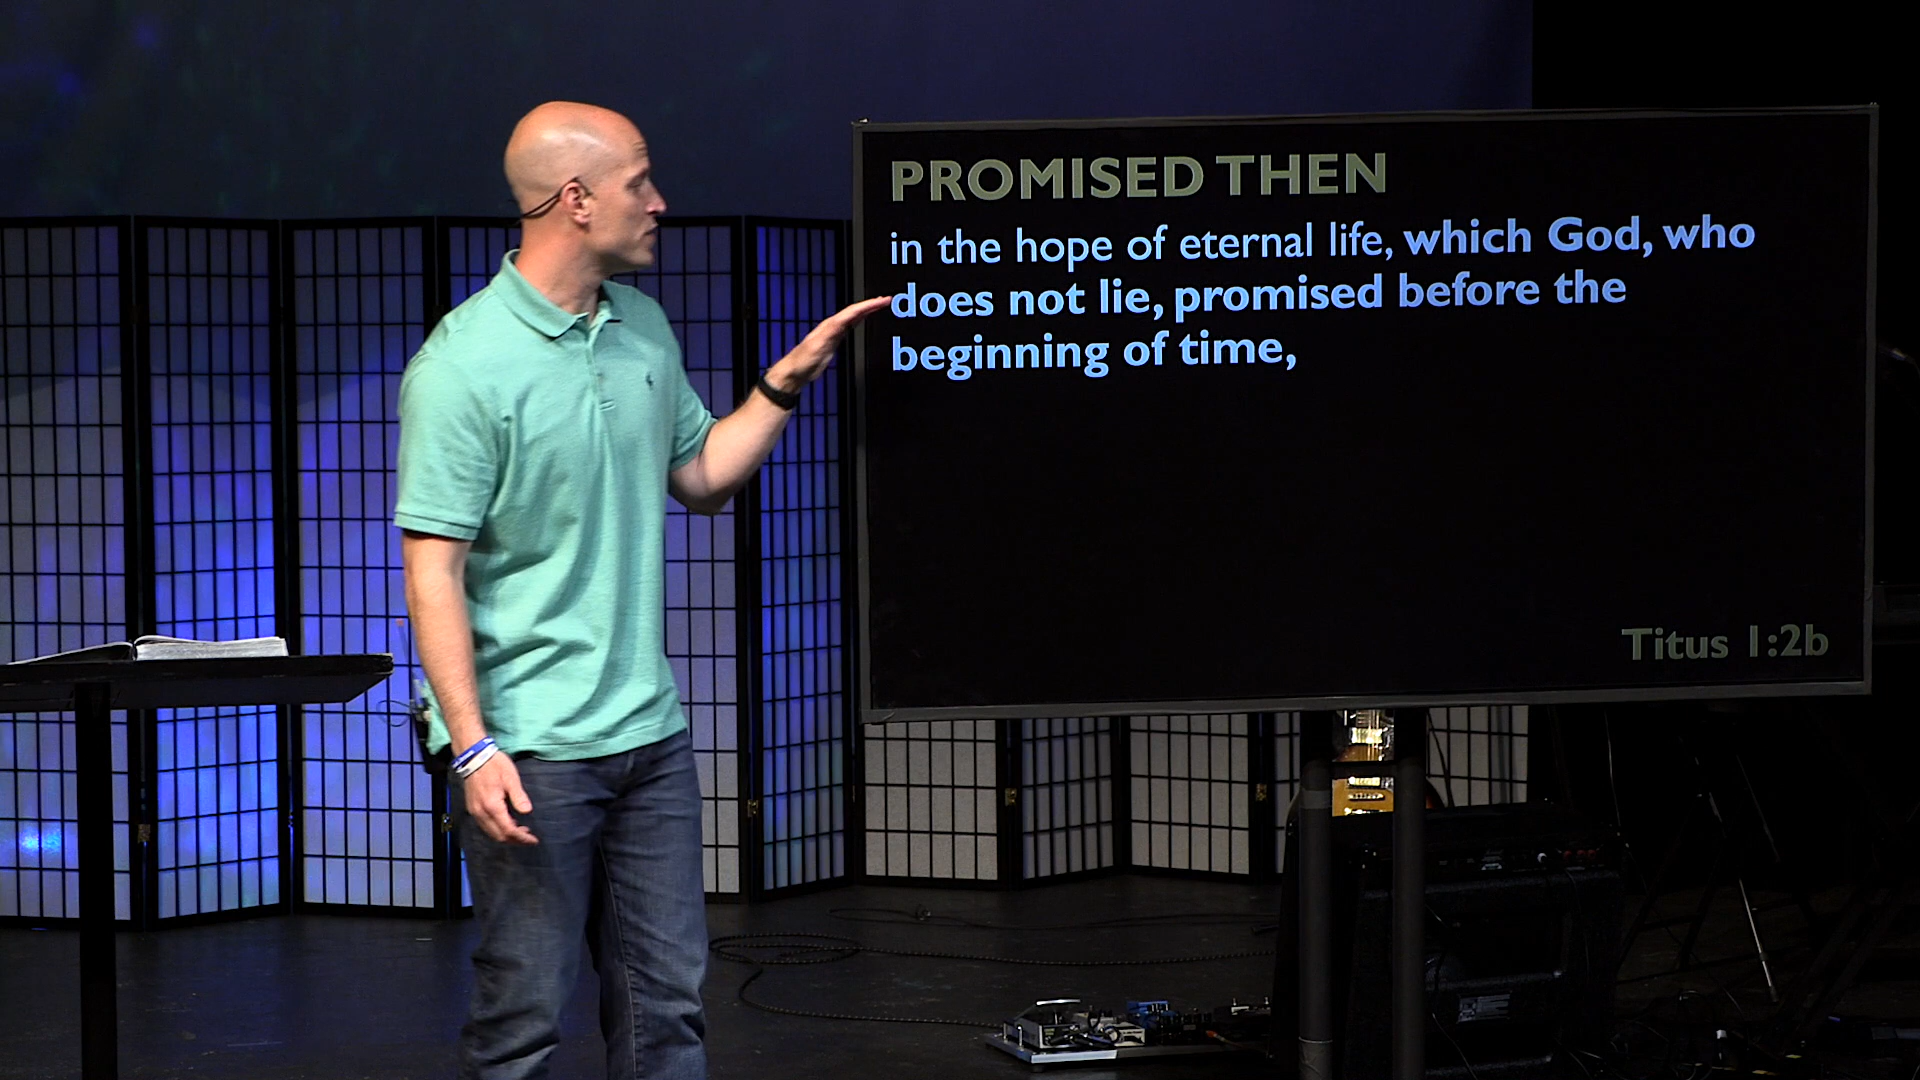 PROMISED THEN
in the hope of eternal life, which God, who
does not lie, promised before the
beginning of time,
Titus 1:2b